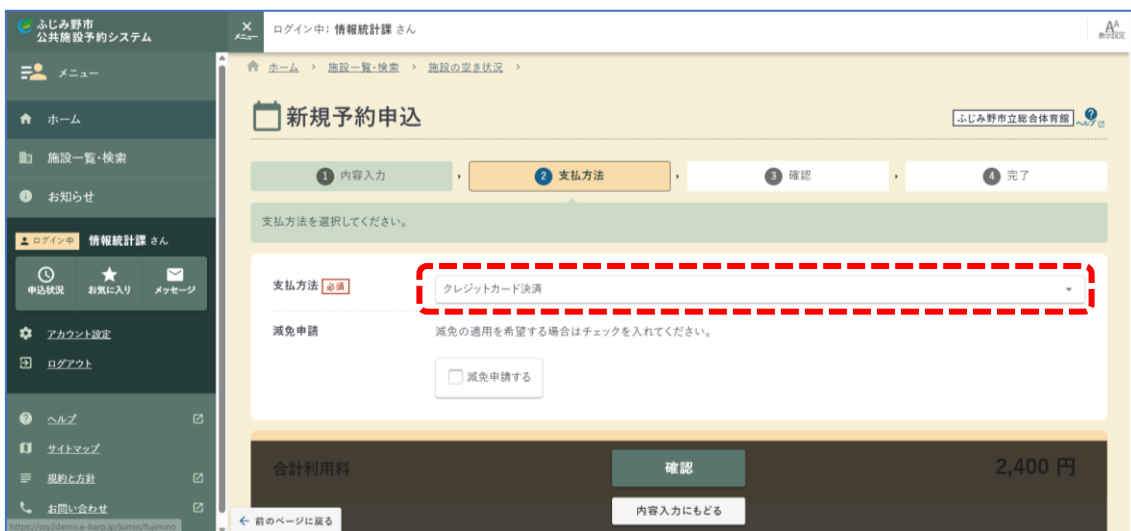 ふじみ野市
公共施設予約システム
メニュー
ホーム
施設一覧・検索
お知らせ
ログイン中 情報統計課 さん
申込状況 お気に入り メッセージ
アカウント設定
ログアウト
ヘルプ
サイトマップ
規約と方針
お問い合わせ
https://ssy2demo.e-harp.jp/jumin/fujimino
メニュー ログイン中: 情報統計課 さん AA 表示設定
ホーム › 施設一覧・検索 › 施設の空き状況 ›
新規予約申込 ふじみ野市立総合体育館 ヘルプ
1 内容入力 2 支払方法 3 確認 4 完了
支払方法を選択してください。
支払方法 必須 クレジットカード決済
減免申請 減免の適用を希望する場合はチェックを入れてください。
減免申請する
合計利用料 確認 2,400 円
内容入力にもどる
← 前のページに戻る